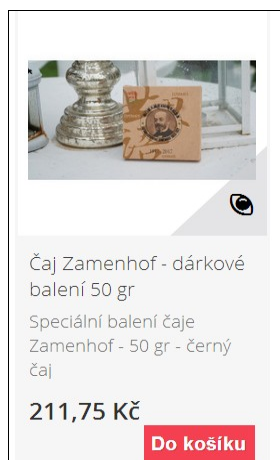 Čaj Zamenhof - dárkové
balení 50 gr
Speciální balení čaje
Zamenhof - 50 gr - černý
čaj
211,75 Kč
Do košíku